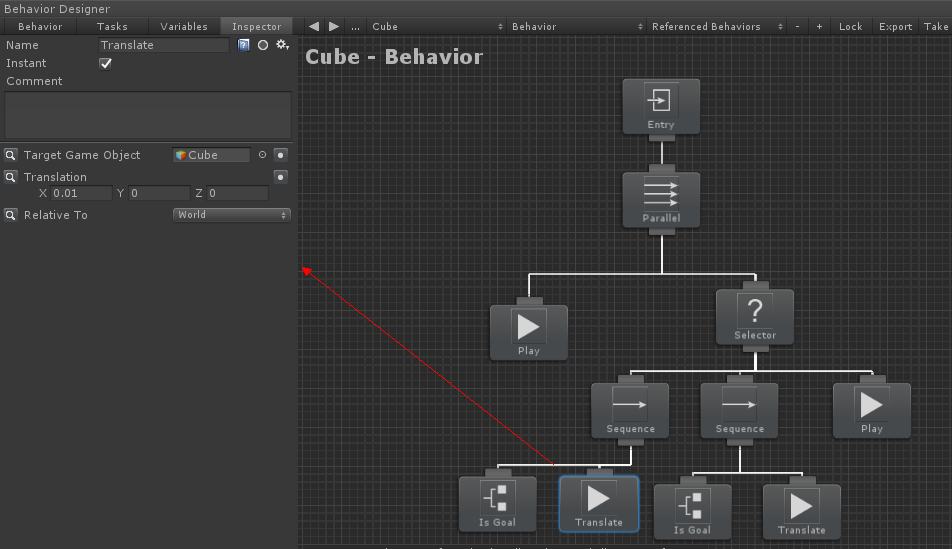 Behavior Designer
Behavior Tasks Variables Inspector ... Cube Behavior Referenced Behaviors - + Lock Export Take
Name Translate
Instant
Comment
Target Game Object Cube
Translation
X 0.01 Y 0 Z 0
Relative To World
Cube - Behavior
Entry
Parallel
Play
?
Selector
Sequence
Sequence
Play
Is Goal
Translate
Is Goal
Translate